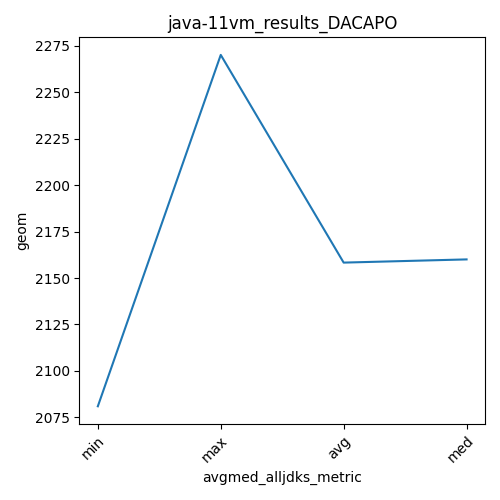 java-11vm_results_DACAPO
2275
2250
2225
2200
2175
2150
2125
2100
2075
geom
min
max
avg
med
avgmed_alljdks_metric